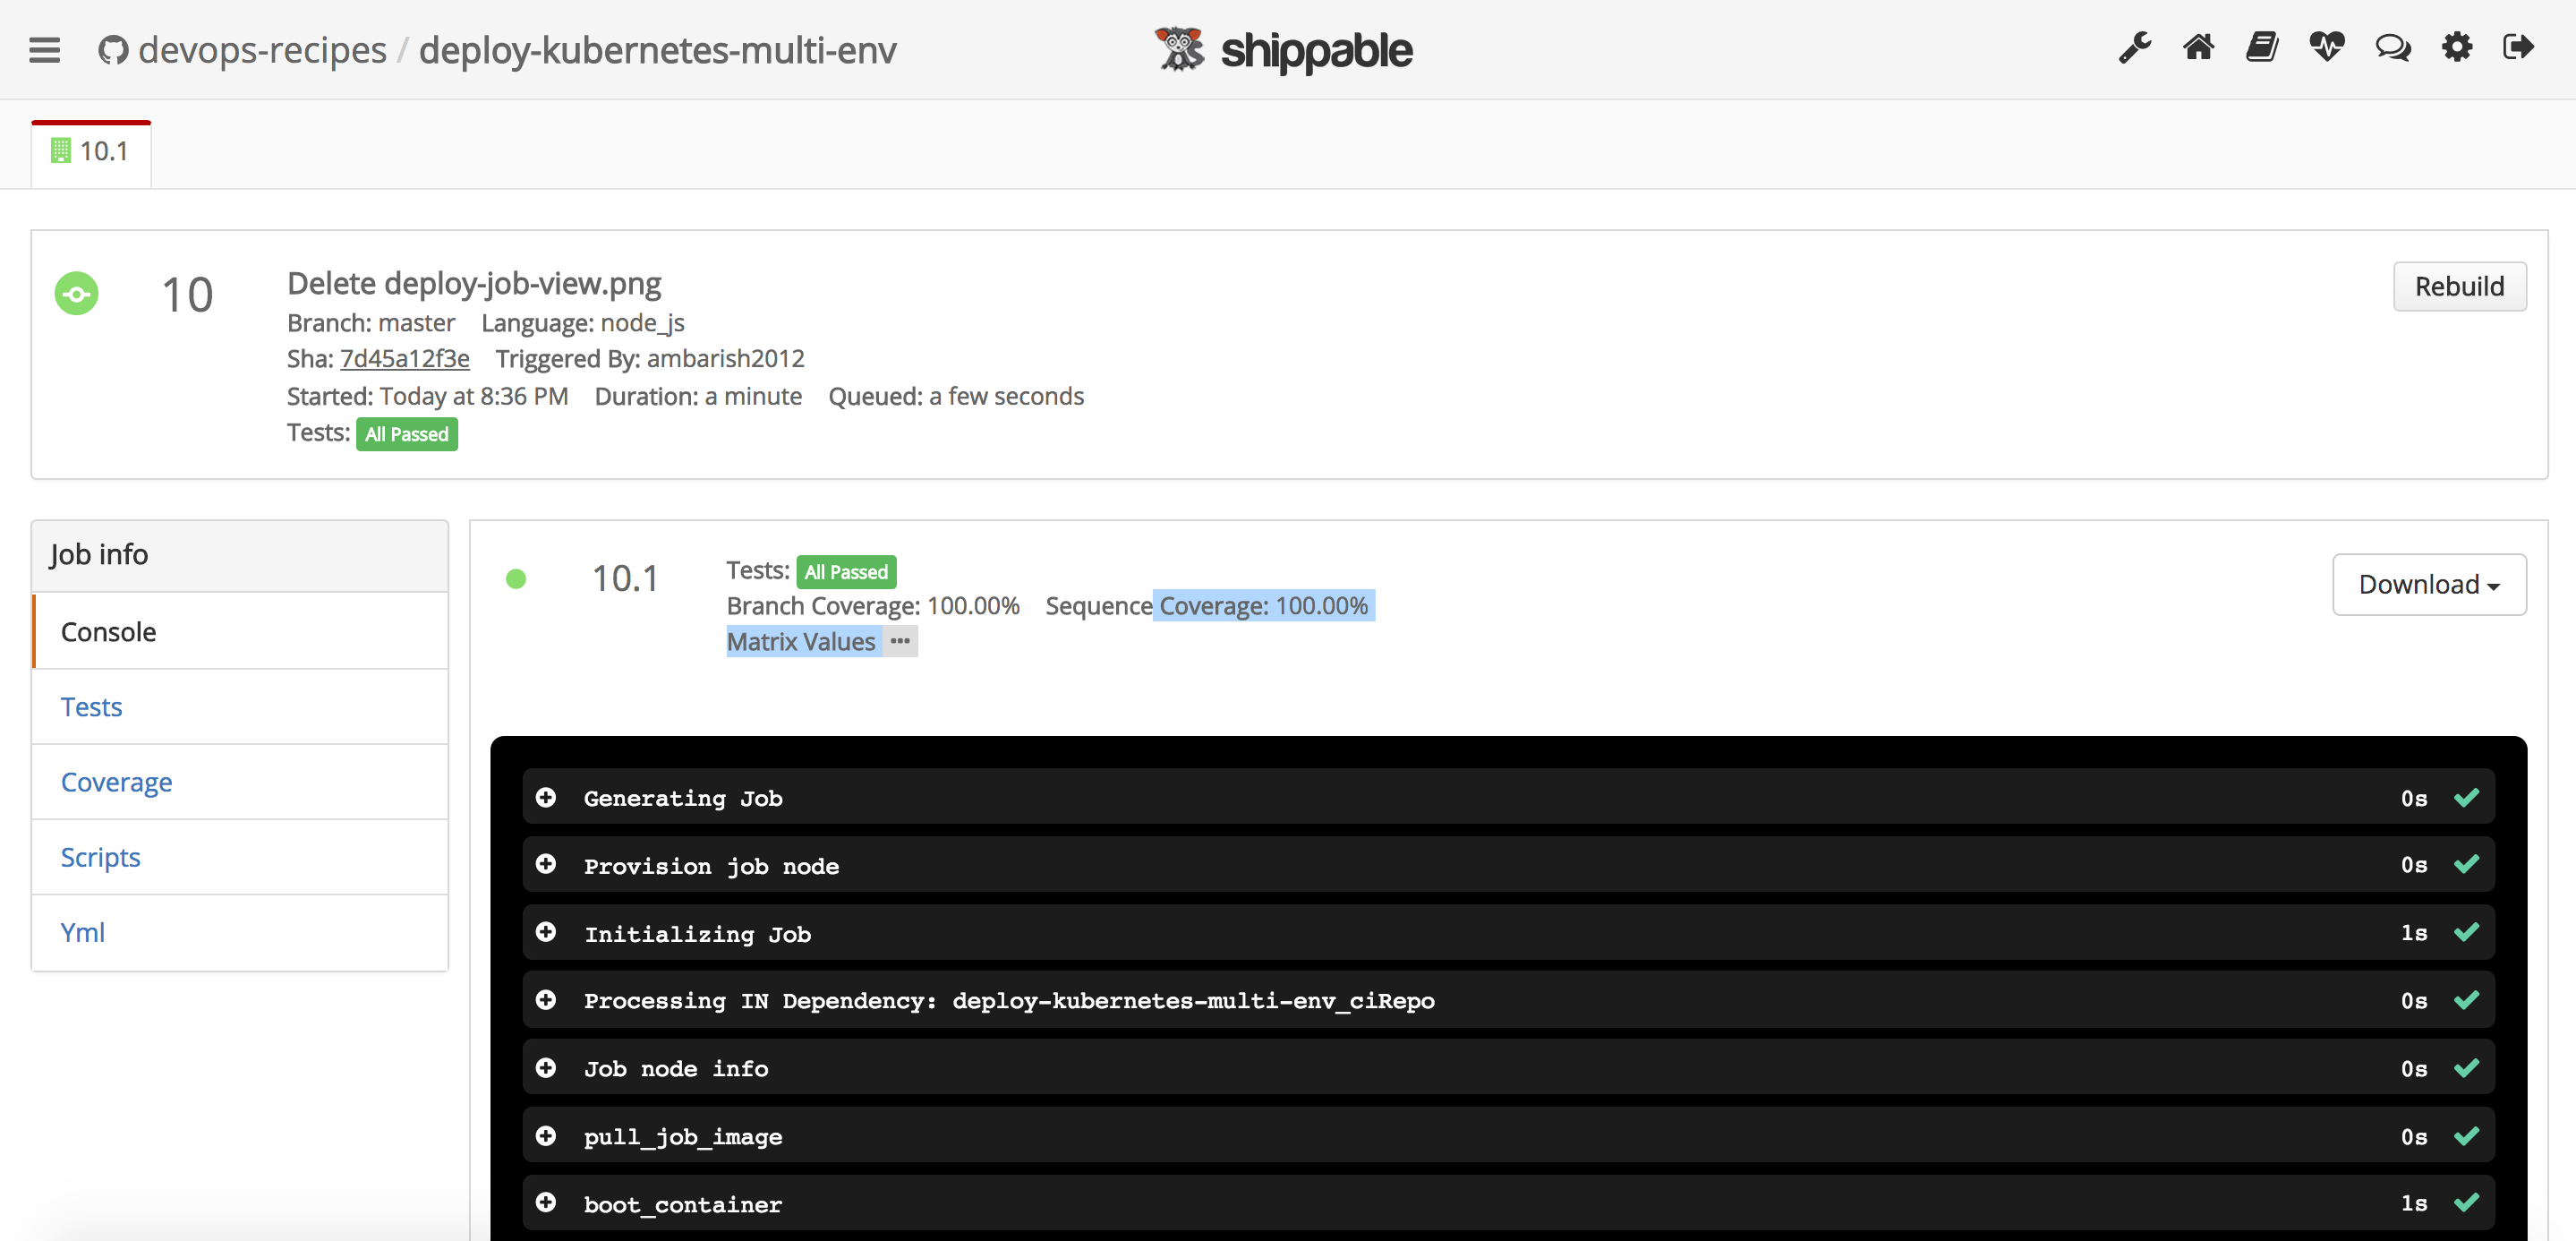 devops-recipes / deploy-kubernetes-multi-env
shippable
10.1
10
Delete deploy-job-view.png
Rebuild
Branch: master Language: node_js
Sha: 7d45a12f3e Triggered By: ambarish2012
Started: Today at 8:36 PM Duration: a minute Queued: a few seconds
Tests: All Passed
Job info
Console
Tests
Coverage
Scripts
Yml
10.1
Tests: All Passed
Branch Coverage: 100.00% Sequence Coverage: 100.00%
Matrix Values ...
Download
Generating Job 0s
Provision job node 0s
Initializing Job 1s
Processing IN Dependency: deploy-kubernetes-multi-env_ciRepo 0s
Job node info 0s
pull_job_image 0s
boot_container 1s